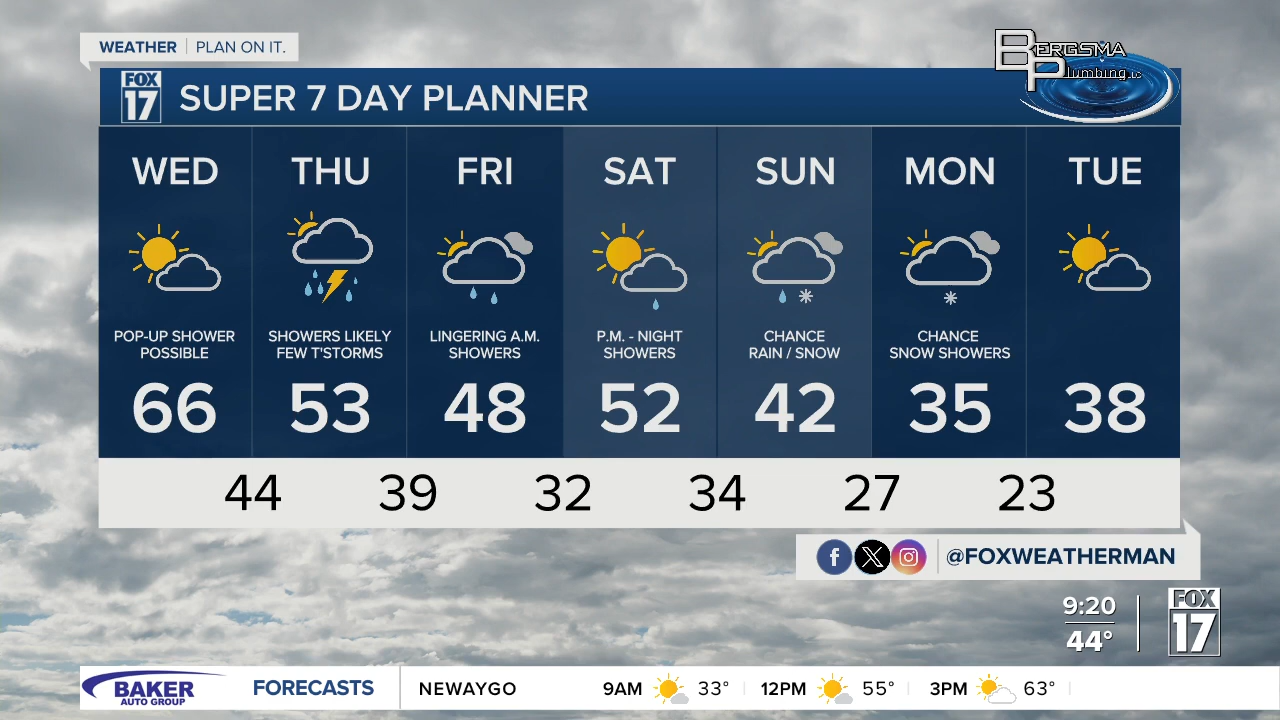 WEATHER PLAN ON IT.
BERGSMA
Plumbing LLC
FOX
17
SUPER 7 DAY PLANNER
WED THU FRI SAT SUN MON TUE
POP-UP SHOWER SHOWERS LIKELY LINGERING A.M. P.M. - NIGHT CHANCE CHANCE
POSSIBLE FEW T'STORMS SHOWERS SHOWERS RAIN / SNOW SNOW SHOWERS
66 53 48 52 42 35 38
44 39 32 34 27 23
@FOXWEATHERMAN
9:20
44°
FOX
17
BAKER
AUTO GROUP
FORECASTS NEWAYGO 9AM 33° 12PM 55° 3PM 63°